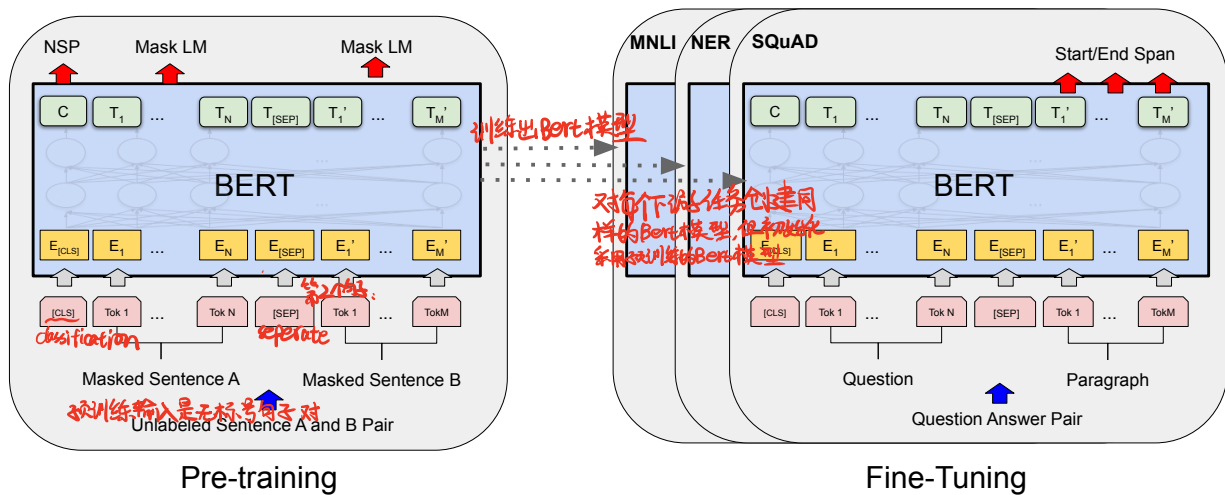 NSP
Mask LM
Mask LM
C
T1
...
TN
T[SEP]
T1’
...
TM’
BERT
E[CLS]
E1
...
EN
E[SEP]
E1’
...
EM’
第2个句子.
[CLS]
Tok 1
...
Tok N
[SEP]
Tok 1
...
TokM
classification
seperate
Masked Sentence A
Masked Sentence B
预训练输入是无标号句子对
Unlabeled Sentence A and B Pair
Pre-training
训练出Bert模型
对每个下游任务创建同
样的Bert模型,但初始化
采用预训练的Bert模型
MNLI
NER
SQuAD
Start/End Span
C
T1
...
TN
T[SEP]
T1’
...
TM’
BERT
E[CLS]
E1
...
EN
E[SEP]
E1’
...
EM’
[CLS]
Tok 1
...
Tok N
[SEP]
Tok 1
...
TokM
Question
Paragraph
Question Answer Pair
Fine-Tuning